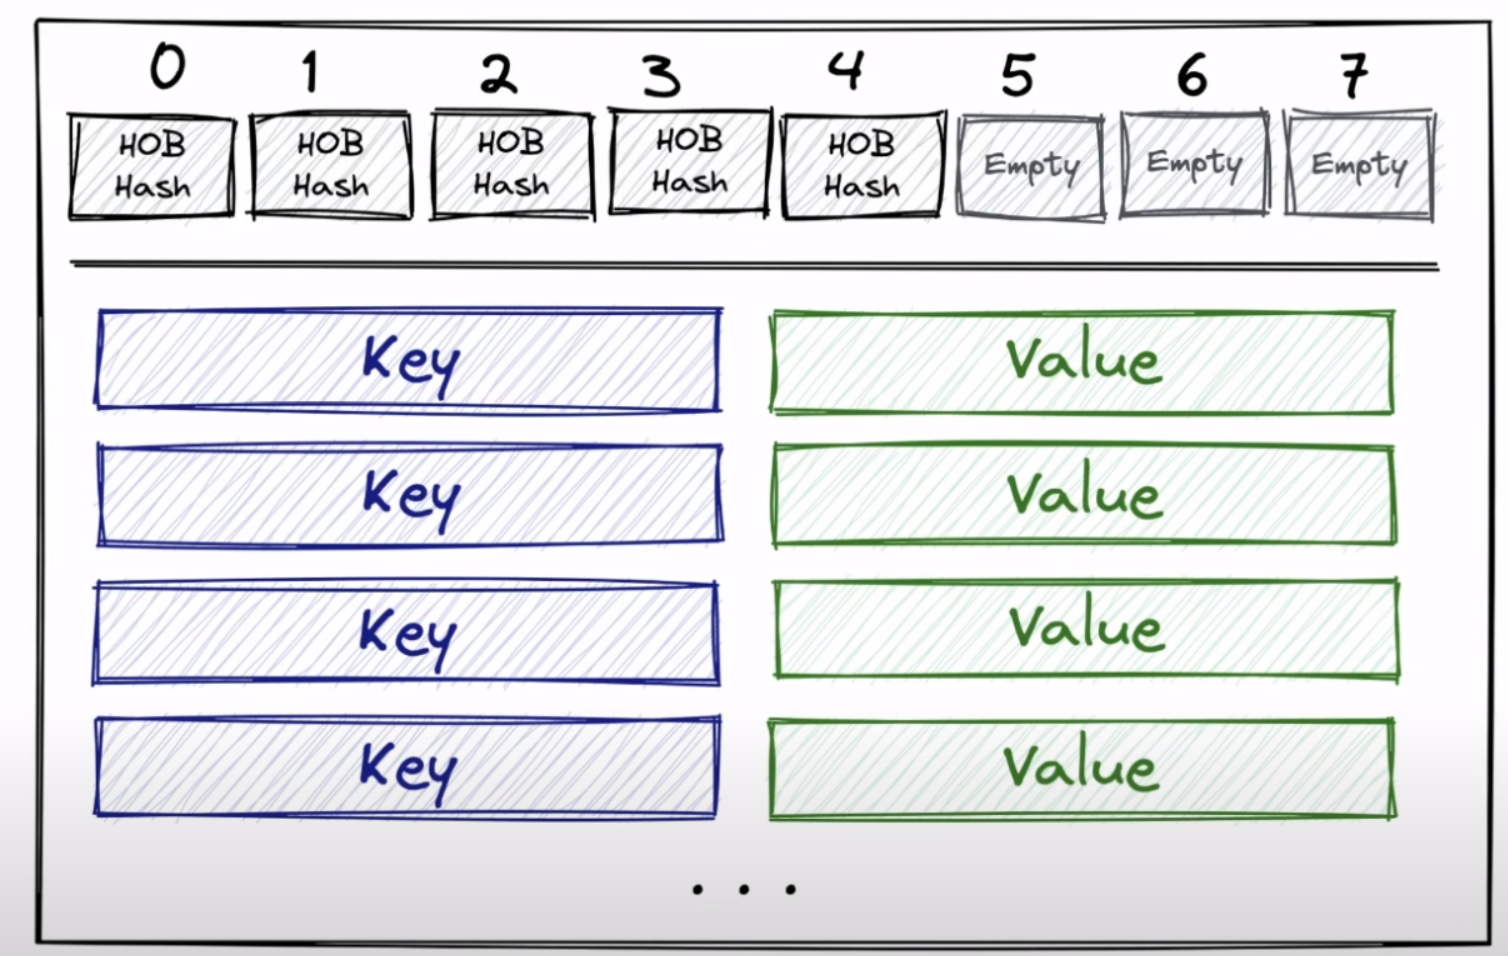 0 1 2 3 4 5 6 7
HOB HOB HOB HOB HOB Empty Empty Empty
Hash Hash Hash Hash Hash
Key Value
Key Value
Key Value
Key Value
. . .